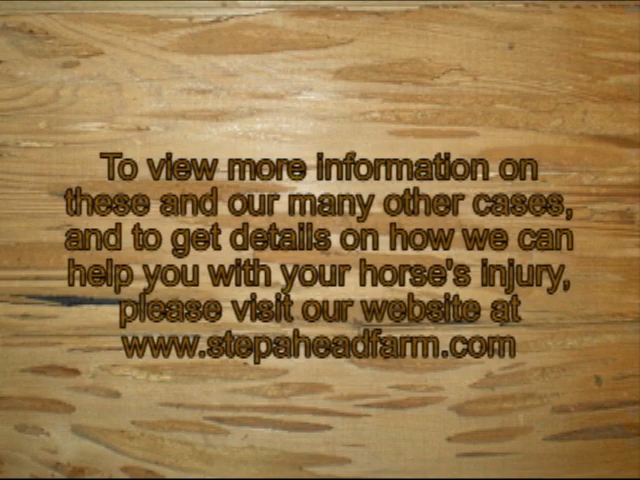 To view more information on
these and our many other cases,
and to get details on how we can
help you with your horse's injury,
please visit our website at
www.stepaheadfarm.com